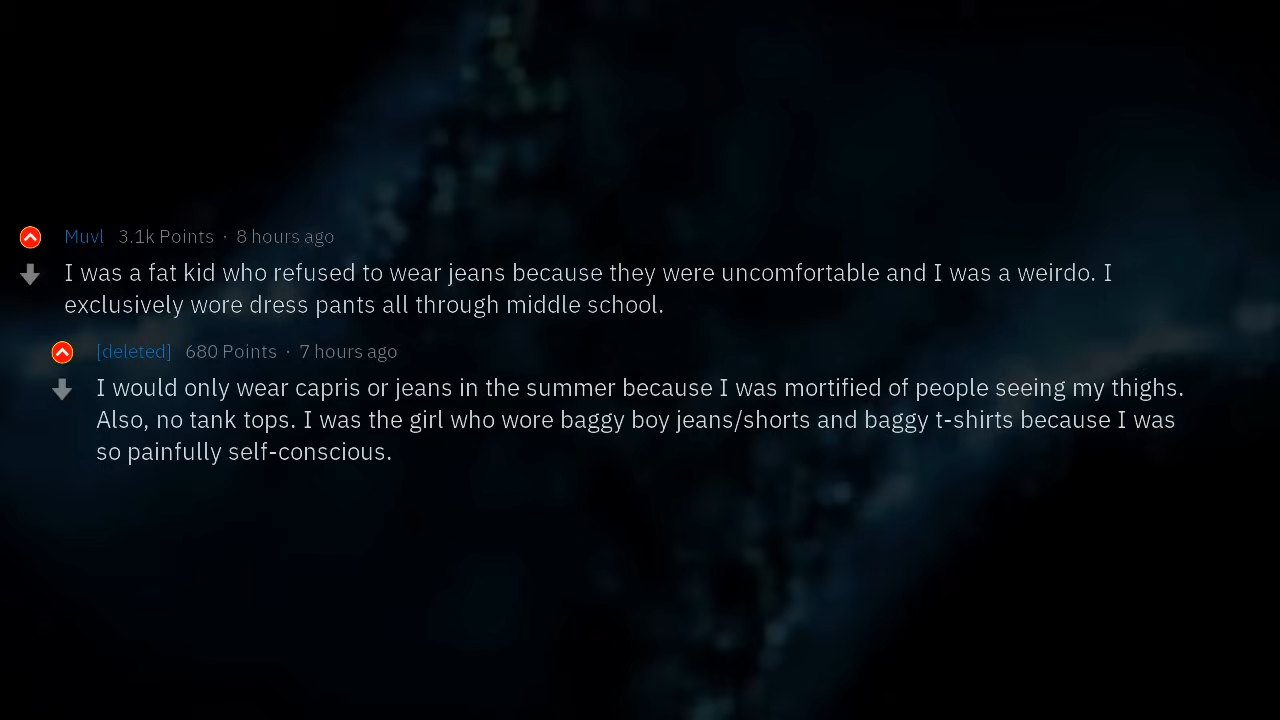 Muvl 3.1k Points · 8 hours ago
I was a fat kid who refused to wear jeans because they were uncomfortable and I was a weirdo. I
exclusively wore dress pants all through middle school.
[deleted] 680 Points · 7 hours ago
I would only wear capris or jeans in the summer because I was mortified of people seeing my thighs.
Also, no tank tops. I was the girl who wore baggy boy jeans/shorts and baggy t-shirts because I was
so painfully self-conscious.